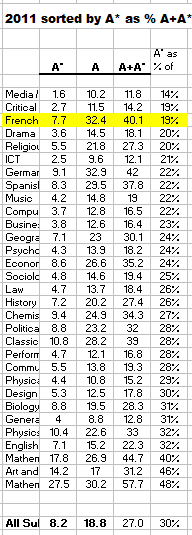 2011 sorted by A* as % A+A*
A* as
A* A A+A* % of
Media / 1.6 10.2 11.8 14%
Critical 2.7 11.5 14.2 19%
French 7.7 32.4 40.1 19%
Drama 3.6 14.5 18.1 20%
Religiou 5.5 21.8 27.3 20%
ICT 2.5 9.6 12.1 21%
Germar 9.1 32.9 42 22%
Spanisl 8.3 29.5 37.8 22%
Music 4.2 14.8 19 22%
Compu 3.7 12.8 16.5 22%
Busine: 3.8 12.6 16.4 23%
Geogra 7.1 23 30.1 24%
Psycho 4.3 13.9 18.2 24%
Econor 8.6 26.6 35.2 24%
Sociolo 4.8 14.6 19.4 25%
Law 4.7 13.7 18.4 26%
History 7.2 20.2 27.4 26%
Chemis 9.4 24.9 34.3 27%
Politica 8.8 23.2 32 28%
Classic 10.8 28.2 39 28%
Perform 4.7 12.1 16.8 28%
Commu 5.5 13.8 19.3 28%
Physica 4.4 10.8 15.2 29%
Design 5.3 12.5 17.8 30%
Biology 8.8 19.5 28.3 31%
Genera 4 8.8 12.8 31%
Physics 10.4 22.6 33 32%
English 7.1 15.2 22.3 32%
Mathen 17.8 26.9 44.7 40%
Art and 14.2 17 31.2 46%
Mathen 27.5 30.2 57.7 48%
All Sul 8.2 18.8 27.0 30%